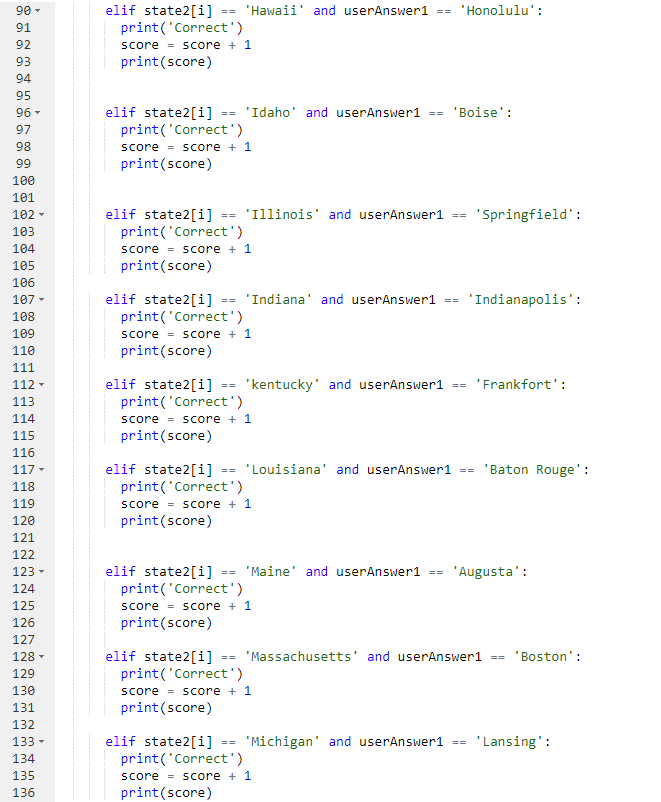 90 elif state2[i] == 'Hawaii' and userAnswer1 == 'Honolulu':
91 print('Correct')
92 score = score + 1
93 print(score)
94
95
96 elif state2[i] == 'Idaho' and userAnswer1 == 'Boise':
97 print('Correct')
98 score = score + 1
99 print(score)
100
101
102 elif state2[i] == 'Illinois' and userAnswer1 == 'Springfield':
103 print('Correct')
104 score = score + 1
105 print(score)
106
107 elif state2[i] == 'Indiana' and userAnswer1 == 'Indianapolis':
108 print('Correct')
109 score = score + 1
110 print(score)
111
112 elif state2[i] == 'kentucky' and userAnswer1 == 'Frankfort':
113 print('Correct')
114 score = score + 1
115 print(score)
116
117 elif state2[i] == 'Louisiana' and userAnswer1 == 'Baton Rouge':
118 print('Correct')
119 score = score + 1
120 print(score)
121
122
123 elif state2[i] == 'Maine' and userAnswer1 == 'Augusta':
124 print('Correct')
125 score = score + 1
126 print(score)
127
128 elif state2[i] == 'Massachusetts' and userAnswer1 == 'Boston':
129 print('Correct')
130 score = score + 1
131 print(score)
132
133 elif state2[i] == 'Michigan' and userAnswer1 == 'Lansing':
134 print('Correct')
135 score = score + 1
136 print(score)